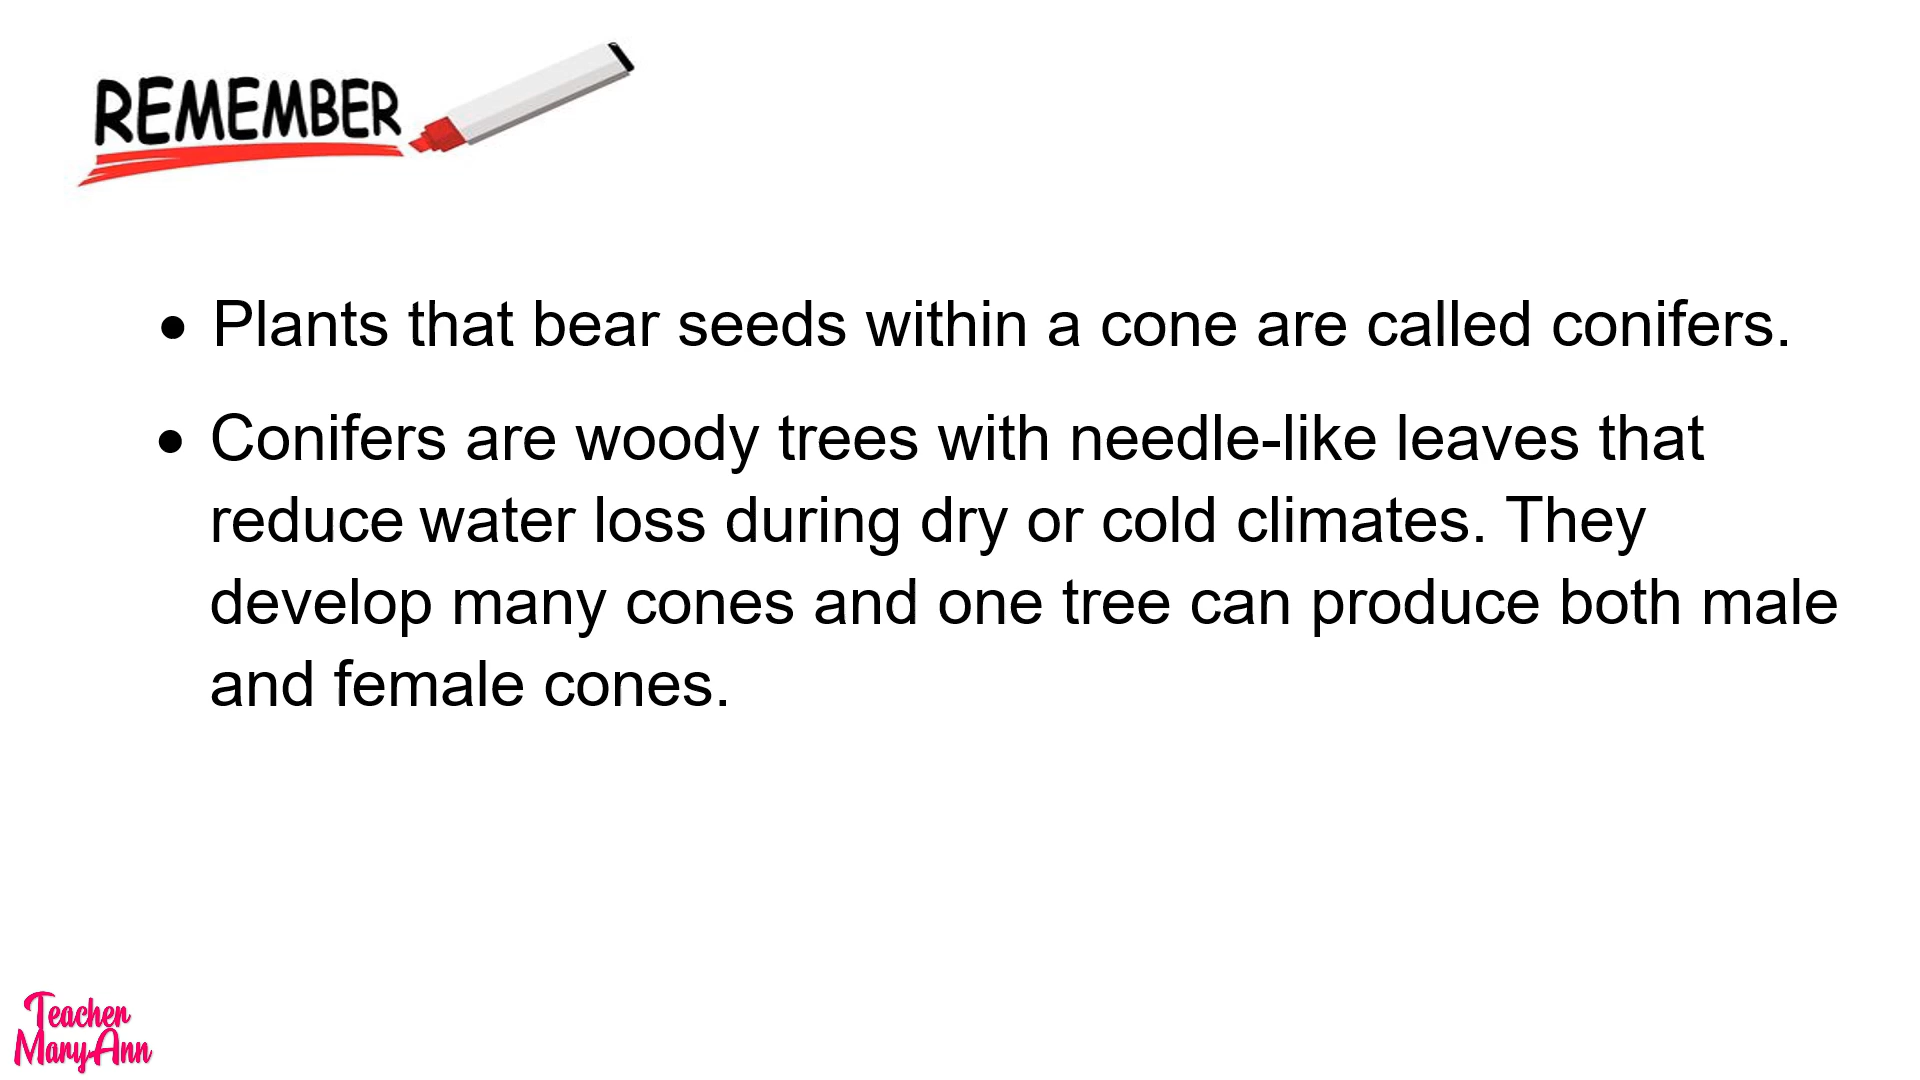 REMEMBER
• Plants that bear seeds within a cone are called conifers.
• Conifers are woody trees with needle-like leaves that
reduce water loss during dry or cold climates. They
develop many cones and one tree can produce both male
and female cones.
Teacher
MaryAnn